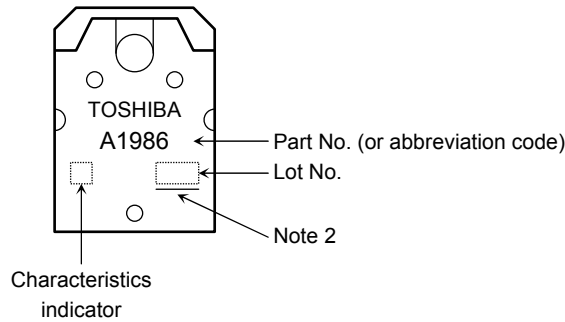 TOSHIBA
A1986
Part No. (or abbreviation code)
Lot No.
Note 2
Characteristics
indicator